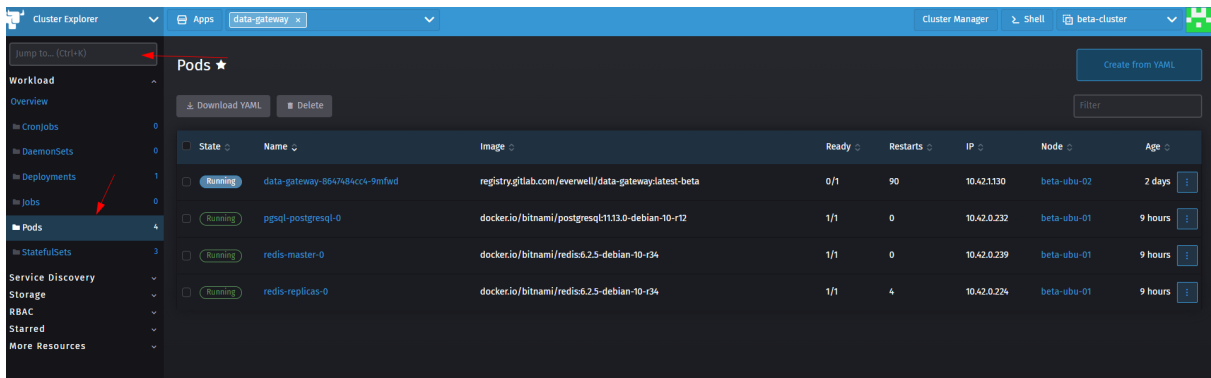 Cluster Explorer Apps data-gateway × Cluster Manager Shell beta-cluster
Jump to... (Ctrl+K)
Workload
Overview
CronJobs 0
DaemonSets 0
Deployments 1
Jobs 0
Pods 4
StatefulSets 3
Service Discovery
Storage
RBAC
Starred
More Resources
Pods ★ Create from YAML
Download YAML Delete Filter
State Name Image Ready Restarts IP Node Age
Running data-gateway-8647484cc4-9mfwd registry.gitlab.com/everwell/data-gateway:latest-beta 0/1 90 10.42.1.130 beta-ubu-02 2 days
Running pgsql-postgresql-0 docker.io/bitnami/postgresql:11.13.0-debian-10-r12 1/1 0 10.42.0.232 beta-ubu-01 9 hours
Running redis-master-0 docker.io/bitnami/redis:6.2.5-debian-10-r34 1/1 0 10.42.0.239 beta-ubu-01 9 hours
Running redis-replicas-0 docker.io/bitnami/redis:6.2.5-debian-10-r34 1/1 4 10.42.0.224 beta-ubu-01 9 hours